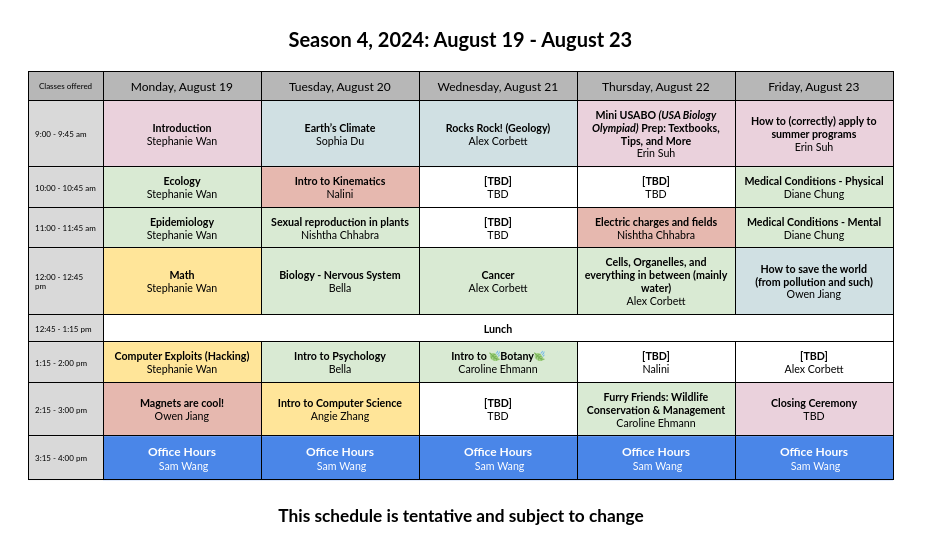 Season 4, 2024: August 19 - August 23
Classes offered
Monday, August 19
Tuesday, August 20
Wednesday, August 21
Thursday, August 22
Friday, August 23
9:00 - 9:45 am
Introduction
Stephanie Wan
Earth's Climate
Sophia Du
Rocks Rock! (Geology)
Alex Corbett
Mini USABO (USA Biology
Olympiad) Prep: Textbooks,
Tips, and More
Erin Suh
How to (correctly) apply to
summer programs
Erin Suh
10:00 - 10:45 am
Ecology
Stephanie Wan
Intro to Kinematics
Nalini
[TBD]
TBD
[TBD]
TBD
Medical Conditions - Physical
Diane Chung
11:00 - 11:45 am
Epidemiology
Stephanie Wan
Sexual reproduction in plants
Nishtha Chhabra
[TBD]
TBD
Electric charges and fields
Nishtha Chhabra
Medical Conditions - Mental
Diane Chung
12:00 - 12:45
pm
Math
Stephanie Wan
Biology - Nervous System
Bella
Cancer
Alex Corbett
Cells, Organelles, and
everything in between (mainly
water)
Alex Corbett
How to save the world
(from pollution and such)
Owen Jiang
12:45 - 1:15 pm
Lunch
1:15 - 2:00 pm
Computer Exploits (Hacking)
Stephanie Wan
Intro to Psychology
Bella
Intro to 🌿Botany🌿
Caroline Ehmann
[TBD]
Nalini
[TBD]
Alex Corbett
2:15 - 3:00 pm
Magnets are cool!
Owen Jiang
Intro to Computer Science
Angie Zhang
[TBD]
TBD
Furry Friends: Wildlife
Conservation & Management
Caroline Ehmann
Closing Ceremony
TBD
3:15 - 4:00 pm
Office Hours
Sam Wang
Office Hours
Sam Wang
Office Hours
Sam Wang
Office Hours
Sam Wang
Office Hours
Sam Wang
This schedule is tentative and subject to change